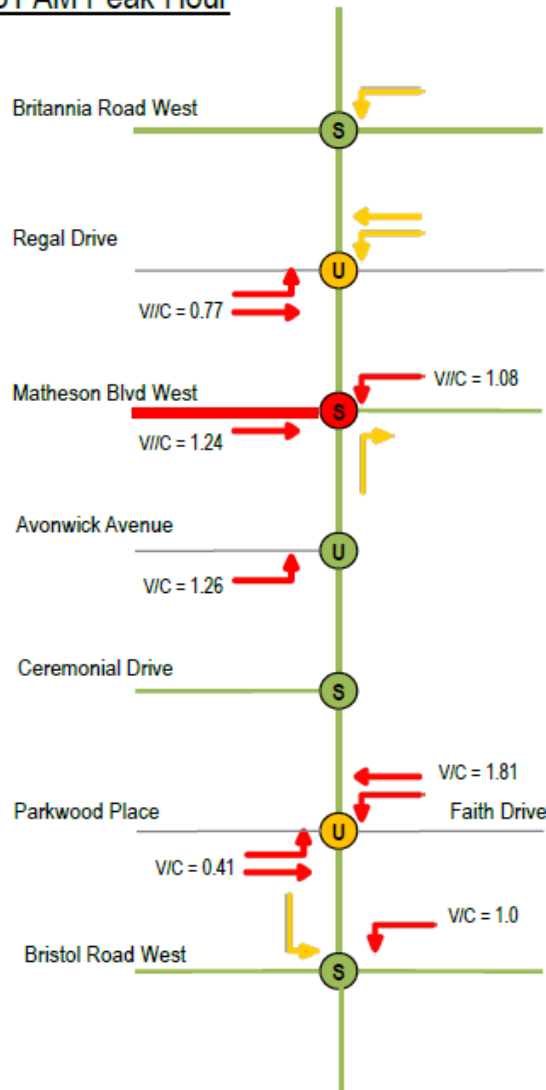 AM Peak Hour
Britannia Road West
S
Regal Drive
U
V//C = 0.77
Matheson Blvd West
S
V//C = 1.08
V//C = 1.24
Avonwick Avenue
U
V/C = 1.26
Ceremonial Drive
S
V/C = 1.81
Parkwood Place
U
Faith Drive
V/C = 0.41
V/C = 1.0
Bristol Road West
S